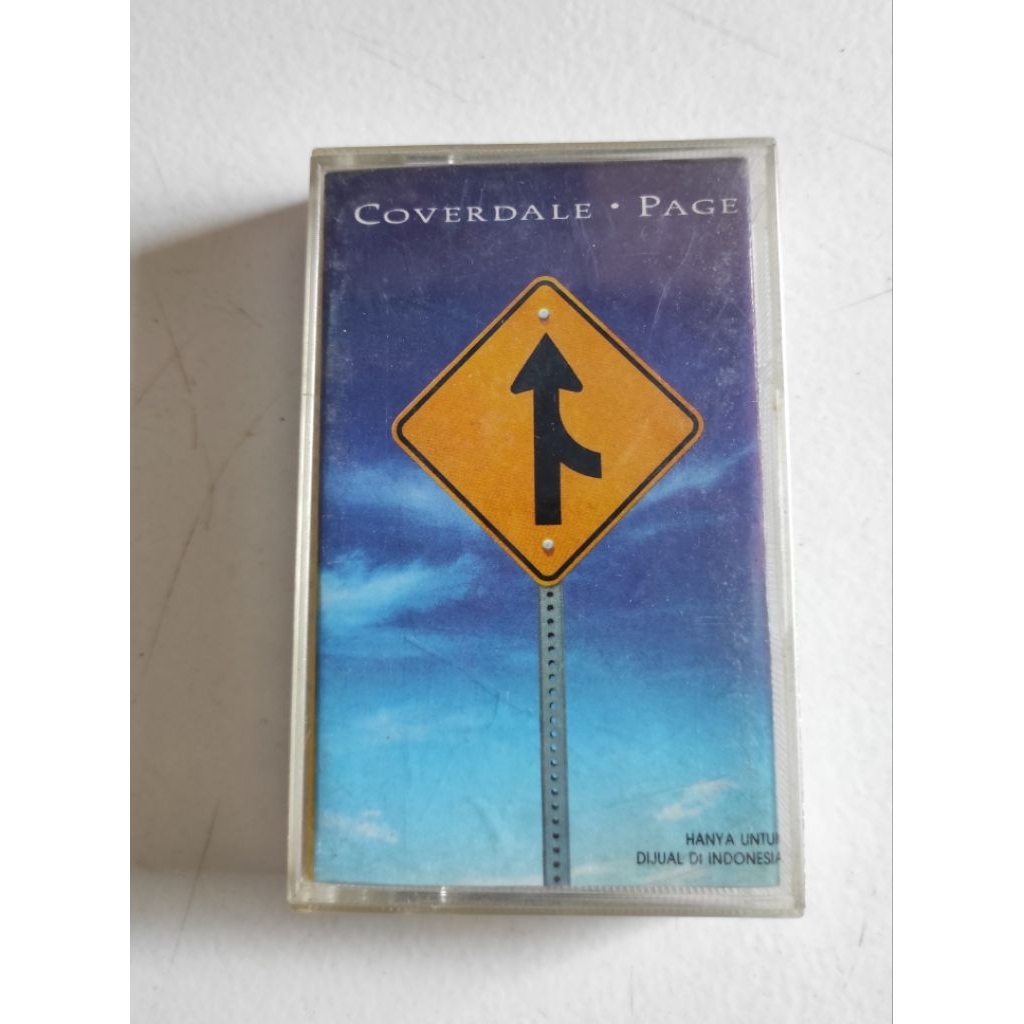 COVERDALE • PAGE
HANYA UNTUK
DIJUAL DI INDONESIA